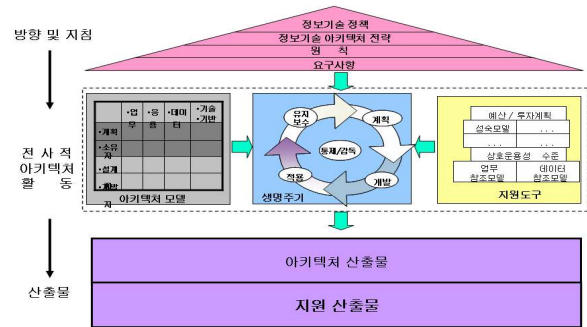 방향 및 지침
정보기술 정책
정보기술 아키텍처 전략
원 칙
요구사항
전 사 적
아키텍처
활 동
•업
무
•응
용
•데이
터
•기술
•기반
•계획
•소유
자
•설계
자
아키텍처 모델
유지
보수
계획
통제/감독
적용
개발
생명주기
예산 / 투자계획
성숙모델
...
...
...
상호운용성 수준
업무
참조모델
데이터
참조모델
지원도구
산출물
아키텍처 산출물
지원 산출물